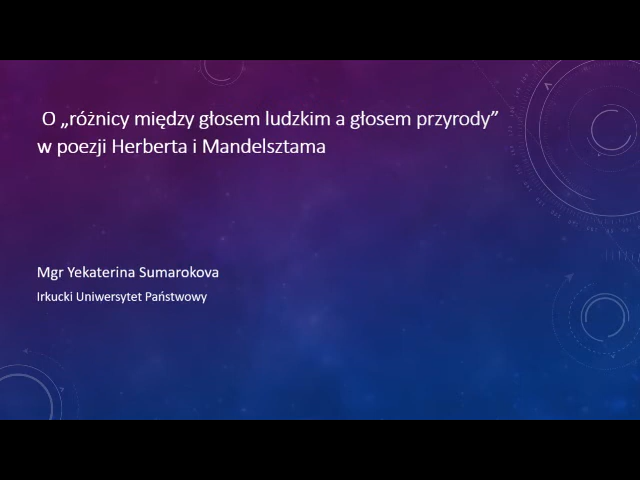 O „różnicy między głosem ludzkim a głosem przyrody”
w poezji Herberta i Mandelsztama
Mgr Yekaterina Sumarokova
Irkucki Uniwersytet Państwowy